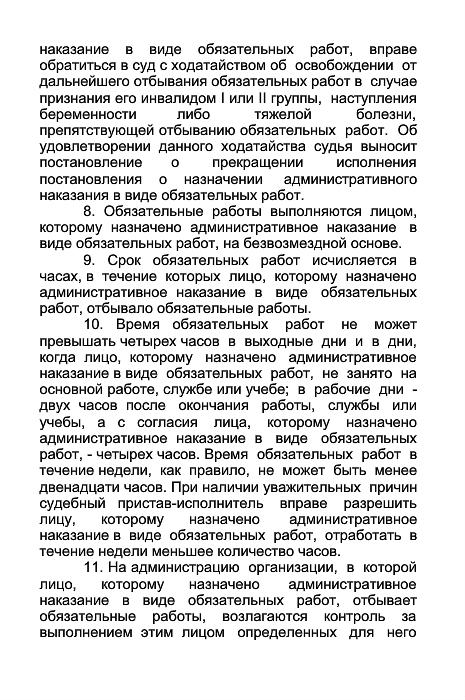 наказание в виде обязательных работ, вправе
обратиться в суд с ходатайством об освобождении от
дальнейшего отбывания обязательных работ в случае
признания его инвалидом I или II группы, наступления
беременности либо тяжелой болезни,
препятствующей отбыванию обязательных работ. Об
удовлетворении данного ходатайства судья выносит
постановление о прекращении исполнения
постановления о назначении административного
наказания в виде обязательных работ.
8. Обязательные работы выполняются лицом,
которому назначено административное наказание в
виде обязательных работ, на безвозмездной основе.
9. Срок обязательных работ исчисляется в
часах, в течение которых лицо, которому назначено
административное наказание в виде обязательных
работ, отбывало обязательные работы.
10. Время обязательных работ не может
превышать четырех часов в выходные дни и в дни,
когда лицо, которому назначено административное
наказание в виде обязательных работ, не занято на
основной работе, службе или учебе; в рабочие дни -
двух часов после окончания работы, службы или
учебы, а с согласия лица, которому назначено
административное наказание в виде обязательных
работ, - четырех часов. Время обязательных работ в
течение недели, как правило, не может быть менее
двенадцати часов. При наличии уважительных причин
судебный пристав-исполнитель вправе разрешить
лицу, которому назначено административное
наказание в виде обязательных работ, отработать в
течение недели меньшее количество часов.
11. На администрацию организации, в которой
лицо, которому назначено административное
наказание в виде обязательных работ, отбывает
обязательные работы, возлагаются контроль за
выполнением этим лицом определенных для него